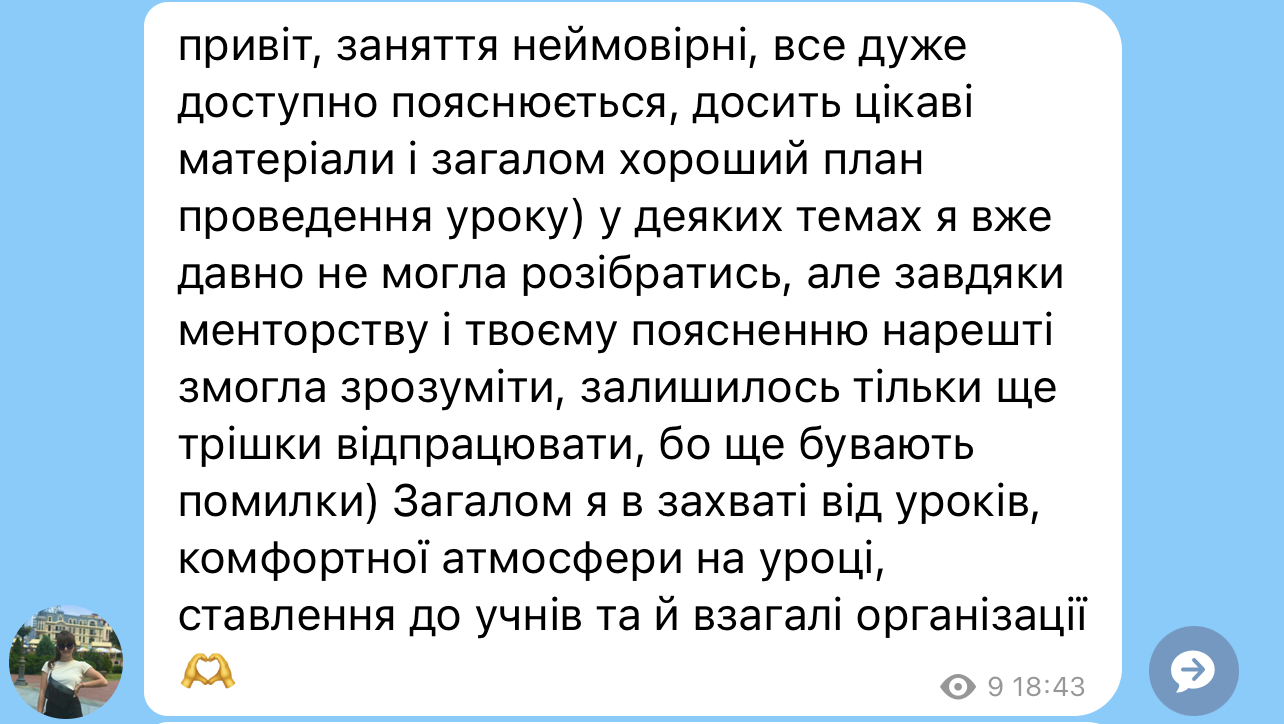 привіт, заняття неймовірні, все дуже
доступно пояснюється, досить цікаві
матеріали і загалом хороший план
проведення уроку) у деяких темах я вже
давно не могла розібратись, але завдяки
менторству і твоєму поясненню нарешті
змогла зрозуміти, залишилось тільки ще
трішки відпрацювати, бо ще бувають
помилки) Загалом я в захваті від уроків,
комфортної атмосфери на уроці,
ставлення до учнів та й взагалі організації
🫶
9 18:43